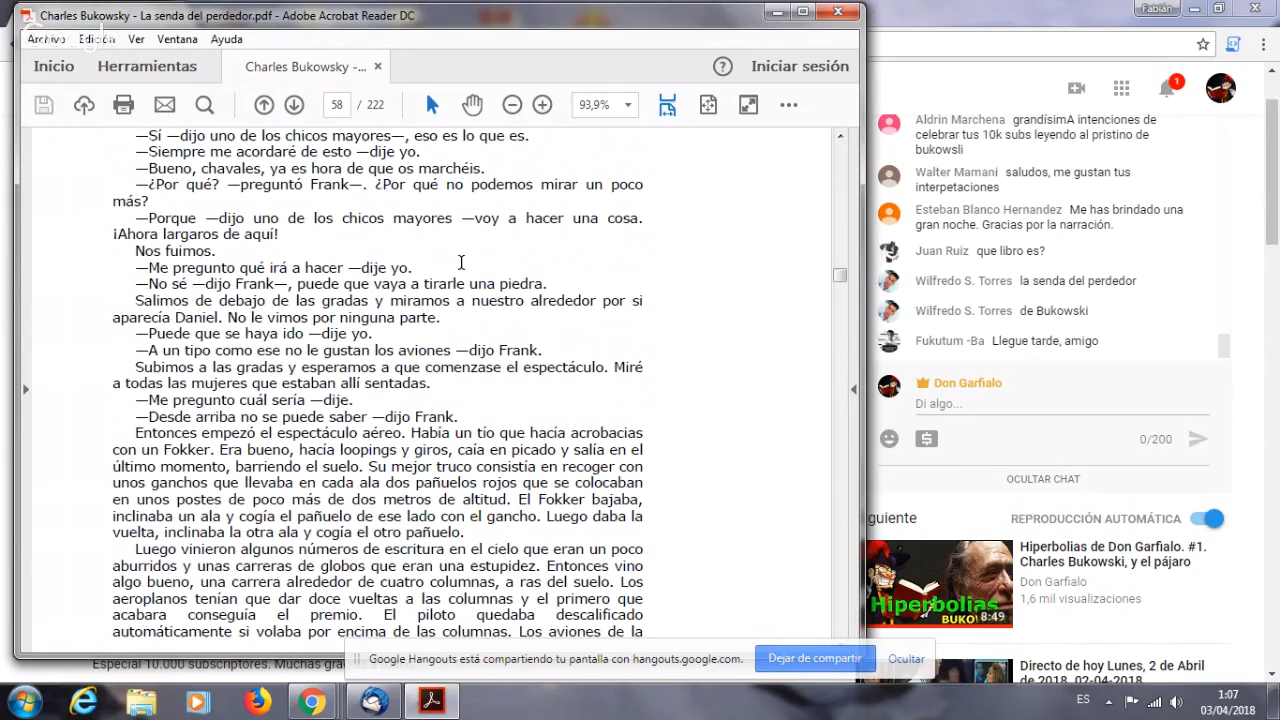 Charles Bukowsky - La senda del perdedor.pdf - Adobe Acrobat Reader DC
Fabián
Archivo Edición Ver Ventana Ayuda
Inicio Herramientas Charles Bukowsky -... × Iniciar sesión
58 / 222 93,9%
—Sí —dijo uno de los chicos mayores—, eso es lo que es.
—Siempre me acordaré de esto —dije yo.
—Bueno, chavales, ya es hora de que os marchéis.
—¿Por qué? —preguntó Frank—. ¿Por qué no podemos mirar un poco
más?
—Porque —dijo uno de los chicos mayores —voy a hacer una cosa.
¡Ahora largaros de aquí!
Nos fuimos.
—Me pregunto qué irá a hacer —dije yo.
—No sé —dijo Frank—, puede que vaya a tirarle una piedra.
Salimos de debajo de las gradas y miramos a nuestro alrededor por si
aparecía Daniel. No le vimos por ninguna parte.
—Puede que se haya ido —dije yo.
—A un tipo como ese no le gustan los aviones —dijo Frank.
Subimos a las gradas y esperamos a que comenzase el espectáculo. Miré
a todas las mujeres que estaban allí sentadas.
—Me pregunto cuál sería —dije.
—Desde arriba no se puede saber —dijo Frank.
Entonces empezó el espectáculo aéreo. Había un tío que hacía acrobacias
con un Fokker. Era bueno, hacía loopings y giros, caía en picado y salía en el
último momento, barriendo el suelo. Su mejor truco consistía en recoger con
unos ganchos que llevaba en cada ala dos pañuelos rojos que se colocaban
en unos postes de poco más de dos metros de altitud. El Fokker bajaba,
inclinaba un ala y cogía el pañuelo de ese lado con el gancho. Luego daba la
vuelta, inclinaba la otra ala y cogía el otro pañuelo.
Luego vinieron algunos números de escritura en el cielo que eran un poco
aburridos y unas carreras de globos que eran una estupidez. Entonces vino
algo bueno, una carrera alrededor de cuatro columnas, a ras del suelo. Los
aeroplanos tenían que dar doce vueltas a las columnas y el primero que
acabara conseguía el premio. El piloto quedaba descalificado
automáticamente si volaba por encima de las columnas. Los aviones de la
1
Aldrin Marchena grandísimA intenciones de
celebrar tus 10k subs leyendo al pristino de
bukowsli
Walter Mamani saludos, me gustan tus
interpetaciones
Esteban Blanco Hernandez Me has brindado una
gran noche. Gracias por la narración.
Juan Ruiz que libro es?
Wilfredo S. Torres la senda del perdedor
Wilfredo S. Torres de Bukowski
Fukutum -Ba Llegue tarde, amigo
Don Garfialo
Di algo...
0/200
OCULTAR CHAT
guiente REPRODUCCIÓN AUTOMÁTICA
Hiperbolias
BUKO
8:49
Hiperbolias de Don Garfialo. #1.
Charles Bukowski, y el pájaro
Don Garfialo
1,6 mil visualizaciones
Directo de hoy Lunes, 2 de Abril
de 2018. 02-04-2018
Especial 10.000 suscriptores. Muchas
Google Hangouts está compartiendo tu pantalla con hangouts.google.com. Dejar de compartir Ocultar
ES 1:07
03/04/2018